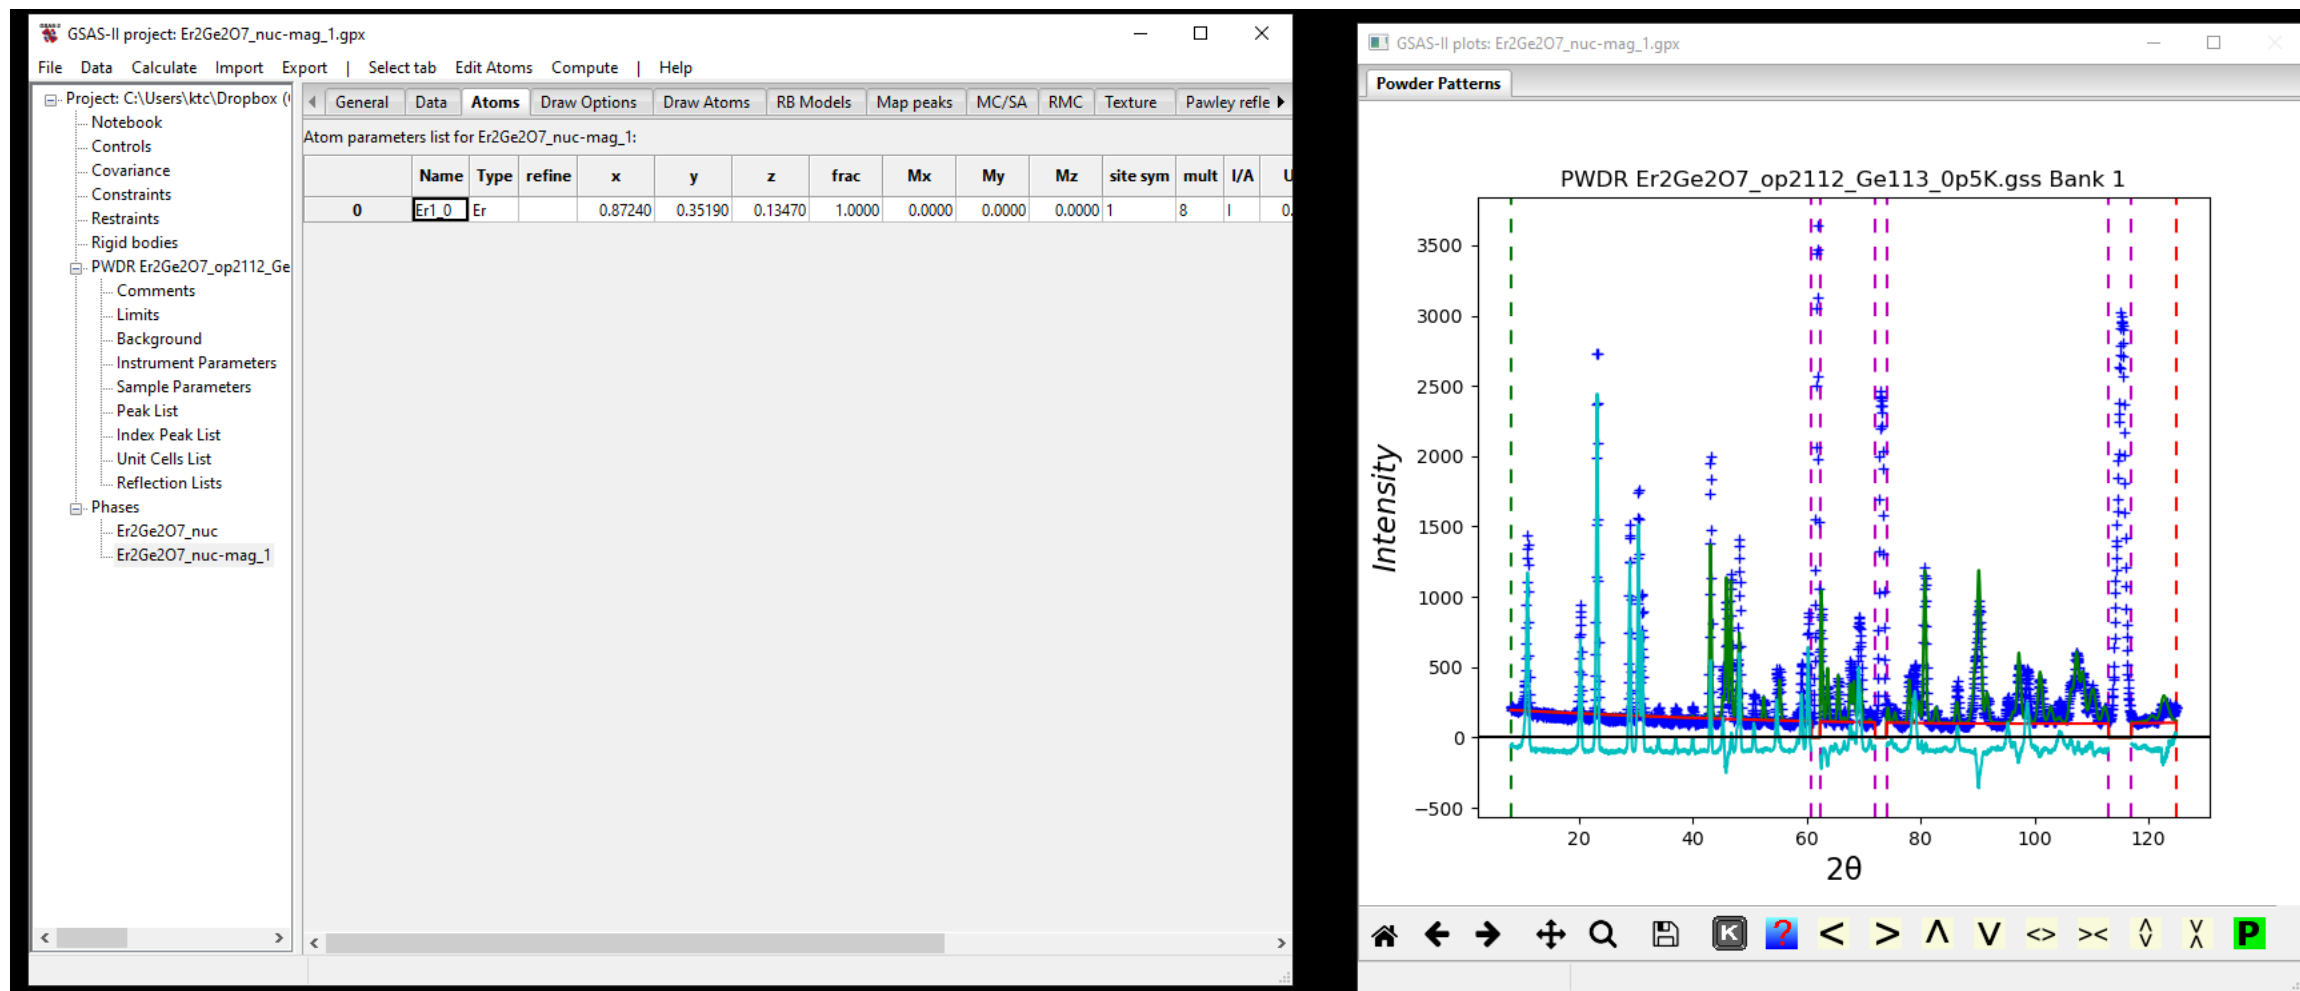 GSAS-II project: Er2Ge2O7_nuc-mag_1.gpx
File Data Calculate Import Export | Select tab Edit Atoms Compute | Help
Project: C:\Users\ktc\Dropbox (
Notebook
Controls
Covariance
Constraints
Restraints
Rigid bodies
PWDR Er2Ge2O7_op2112_Ge
Comments
Limits
Background
Instrument Parameters
Sample Parameters
Peak List
Index Peak List
Unit Cells List
Reflection Lists
Phases
Er2Ge2O7_nuc
Er2Ge2O7_nuc-mag_1
General Data Atoms Draw Options Draw Atoms RB Models Map peaks MC/SA RMC Texture Pawley refle
Atom parameters list for Er2Ge2O7_nuc-mag_1:
Name Type refine x y z frac Mx My Mz site sym mult I/A U
0 Er1_0 Er 0.87240 0.35190 0.13470 1.0000 0.0000 0.0000 0.0000 1 8 I 0.
GSAS-II plots: Er2Ge2O7_nuc-mag_1.gpx
Powder Patterns
PWDR Er2Ge2O7_op2112_Ge113_0p5K.gss Bank 1
3500
3000
2500
2000
1500
1000
500
0
−500
Intensity
20 40 60 80 100 120
2θ
K ? < > Λ V <> >< P